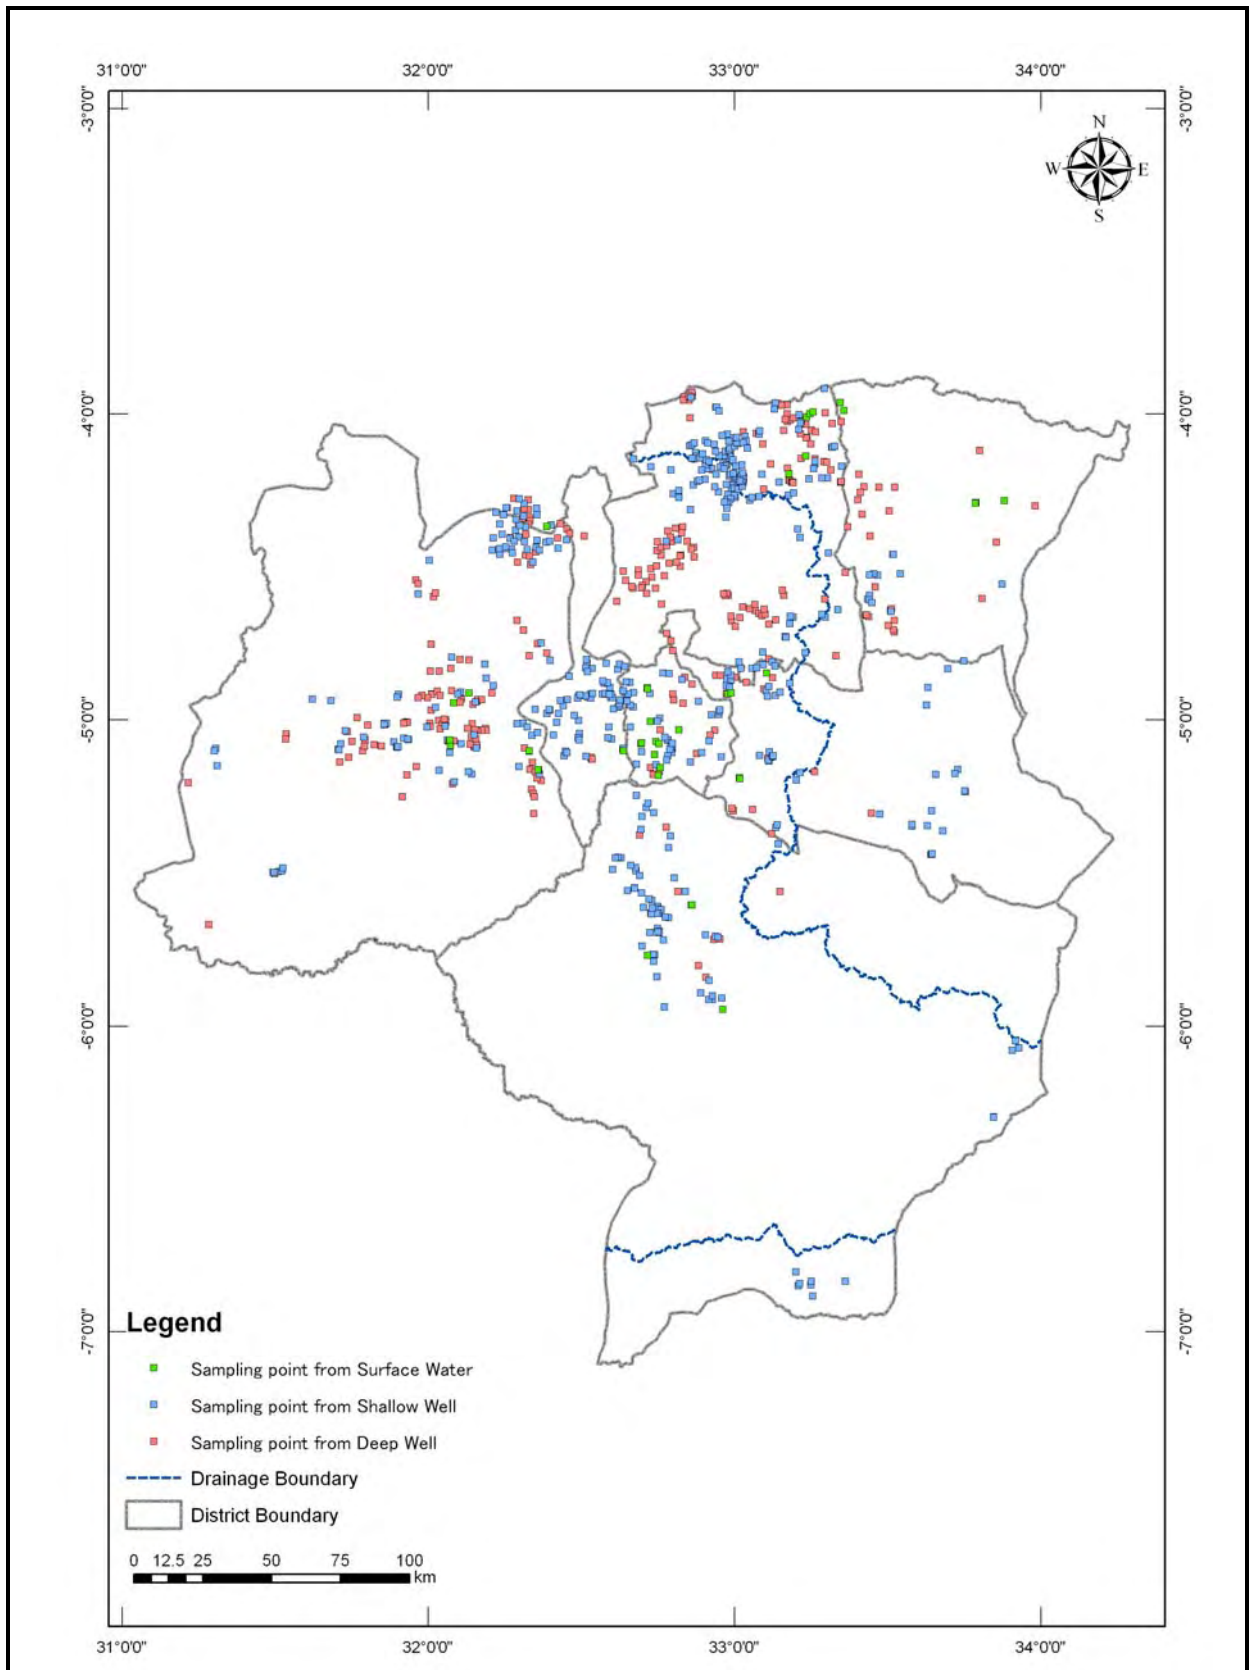 31°0'0" 32°0'0" 33°0'0" 34°0'0"
-3°0'0" -3°0'0"
N
W E
S
-4°0'0" -4°0'0"
-5°0'0" -5°0'0"
-6°0'0" -6°0'0"
-7°0'0" -7°0'0"
Legend
Sampling point from Surface Water
Sampling point from Shallow Well
Sampling point from Deep Well
Drainage Boundary
District Boundary
0 12.5 25 50 75 100
km
31°0'0" 32°0'0" 33°0'0" 34°0'0"